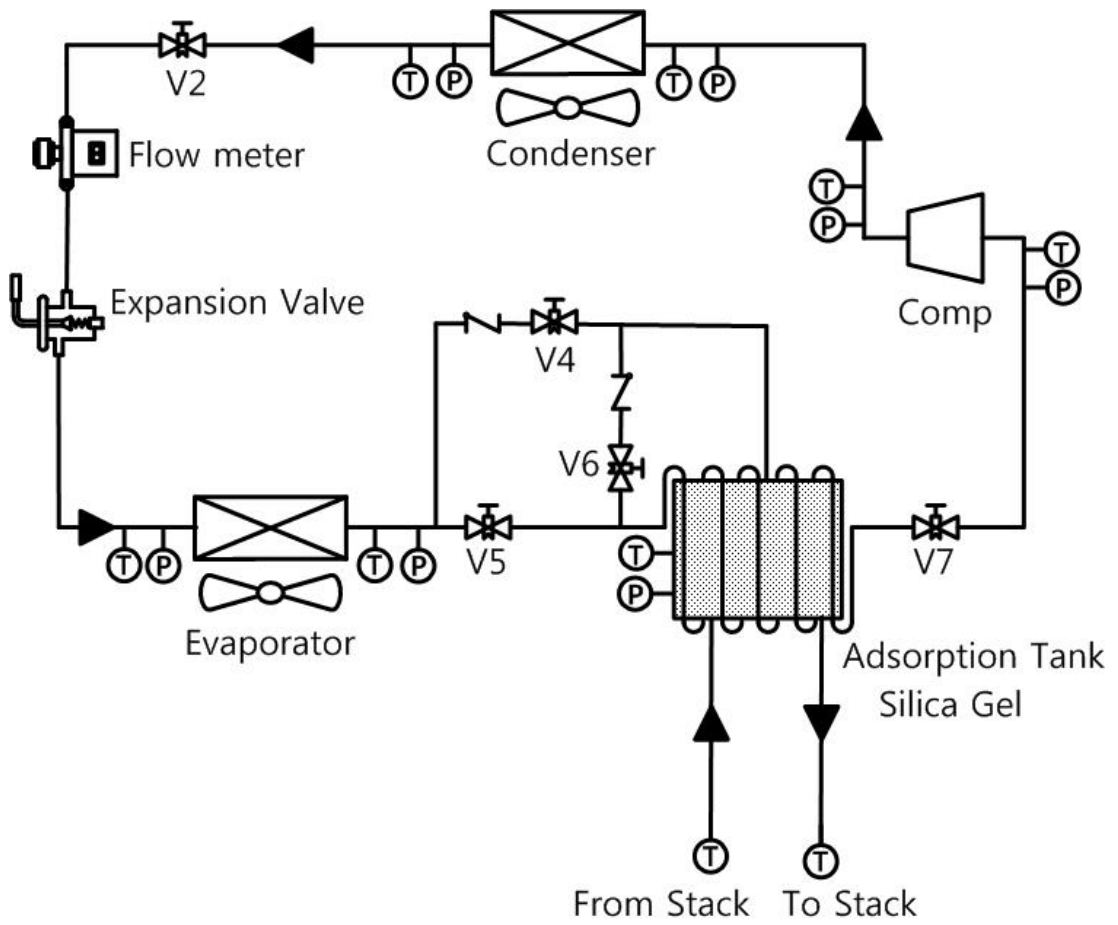 V2
T P
T P
Flow meter
Condenser
T
P
T
P
Expansion Valve
Comp
V4
V6
T P
T P
V5
T
P
V7
Evaporator
Adsorption Tank
Silica Gel
T
T
From Stack To Stack